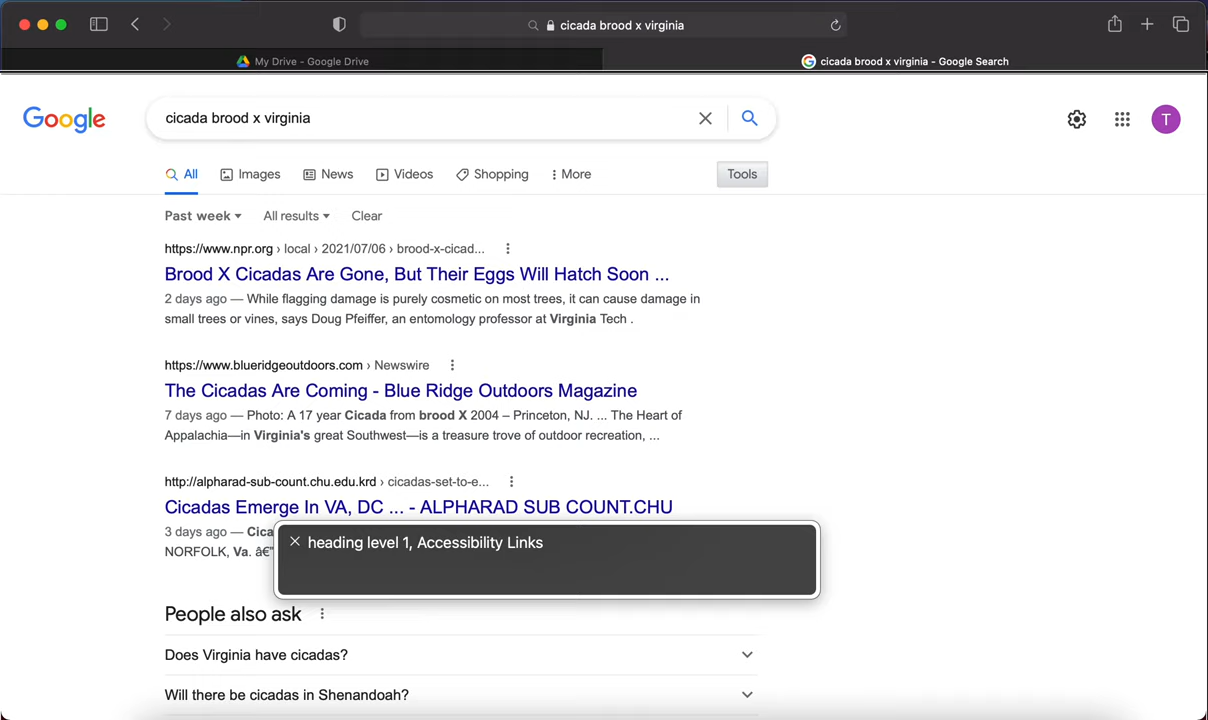 cicada brood x virginia
My Drive - Google Drive
cicada brood x virginia - Google Search
Google
cicada brood x virginia
T
All
Images
News
Videos
Shopping
More
Tools
Past week
All results
Clear
https://www.npr.org › local › 2021/07/06 › brood-x-cicad...
Brood X Cicadas Are Gone, But Their Eggs Will Hatch Soon ...
2 days ago — While flagging damage is purely cosmetic on most trees, it can cause damage in
small trees or vines, says Doug Pfeiffer, an entomology professor at Virginia Tech .
https://www.blueridgeoutdoors.com › Newswire
The Cicadas Are Coming - Blue Ridge Outdoors Magazine
7 days ago — Photo: A 17 year Cicada from brood X 2004 – Princeton, NJ. ... The Heart of
Appalachia—in Virginia's great Southwest—is a treasure trove of outdoor recreation, ...
http://alpharad-sub-count.chu.edu.krd › cicadas-set-to-e...
Cicadas Emerge In VA, DC ... - ALPHARAD SUB COUNT.CHU
3 days ago — Cica
NORFOLK, Va. â€"
heading level 1, Accessibility Links
People also ask
Does Virginia have cicadas?
Will there be cicadas in Shenandoah?